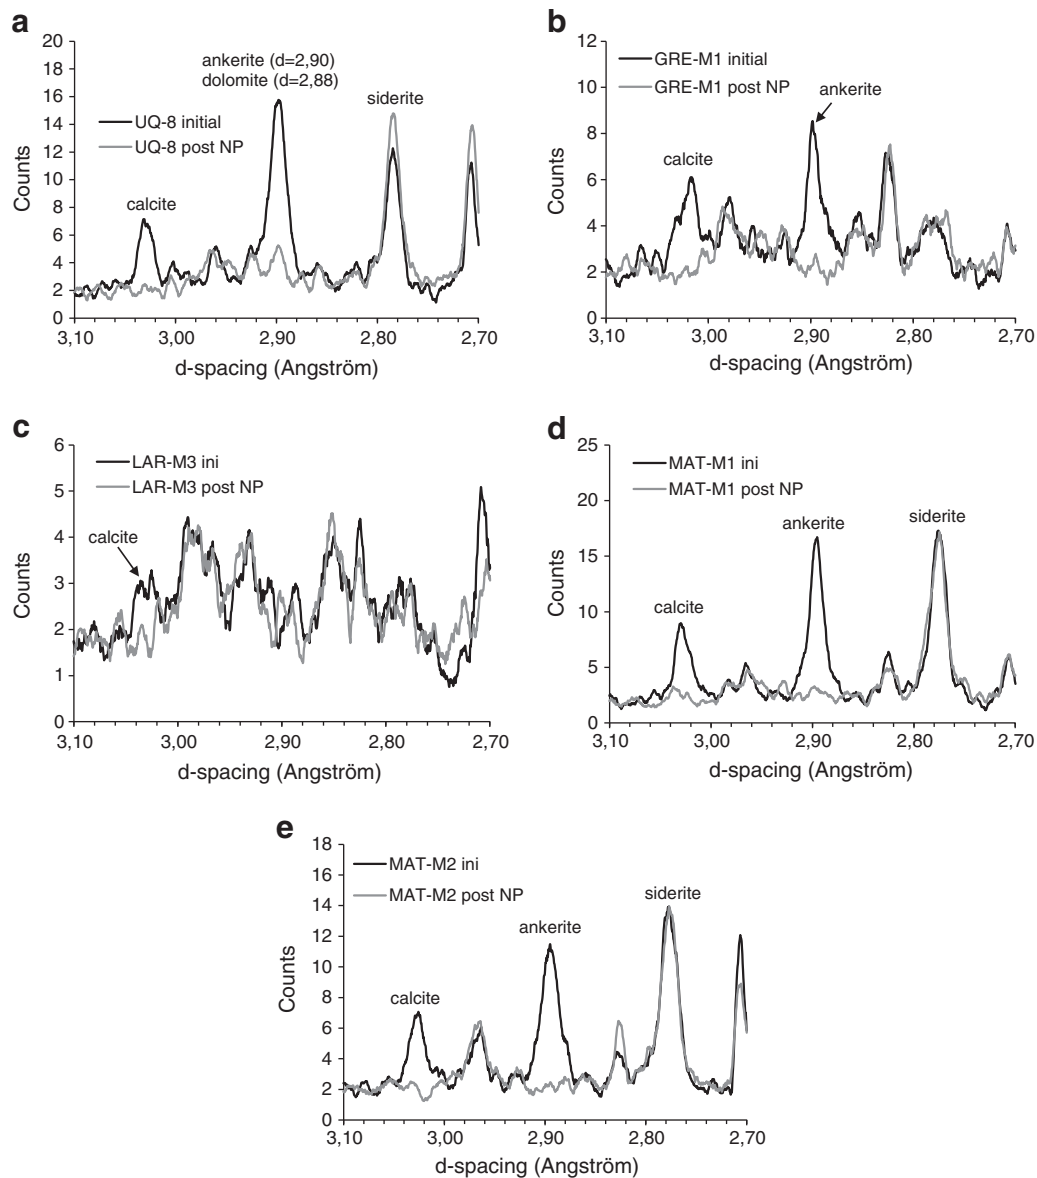 a
20
18
16
14
12
10
8
6
4
2
0
UQ-8 initial
UQ-8 post NP
ankerite (d=2,90)
dolomite (d=2,88)
siderite
calcite
Counts
3,10
3,00
2,90
2,80
2,70
d-spacing (Angström)
b
12
10
8
6
4
2
0
GRE-M1 initial
GRE-M1 post NP
ankerite
calcite
Counts
3,10
3,00
2,90
2,80
2,70
d-spacing (Angström)
c
6
5
4
3
2
1
0
LAR-M3 ini
LAR-M3 post NP
calcite
Counts
3,10
3,00
2,90
2,80
2,70
d-spacing (Angström)
d
25
20
15
10
5
0
MAT-M1 ini
MAT-M1 post NP
ankerite
siderite
calcite
Counts
3,10
3,00
2,90
2,80
2,70
d-spacing (Angström)
e
18
16
14
12
10
8
6
4
2
0
MAT-M2 ini
MAT-M2 post NP
siderite
ankerite
calcite
Counts
3,10
3,00
2,90
2,80
2,70
d-spacing (Angström)